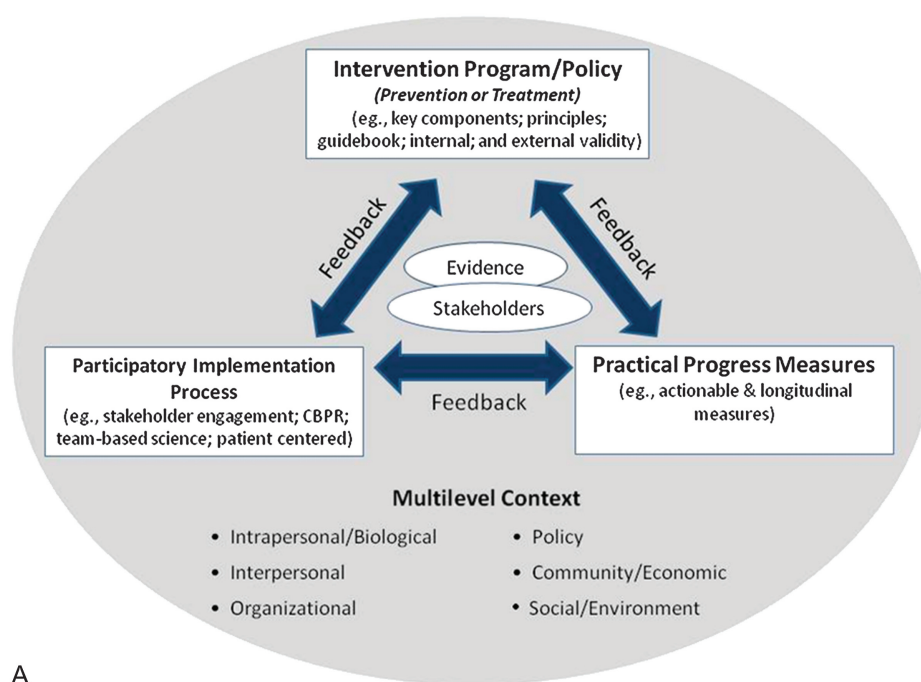 Intervention Program/Policy
(Prevention or Treatment)
(eg., key components; principles;
guidebook; internal; and external validity)
Feedback
Feedback
Evidence
Stakeholders
Participatory Implementation
Process
(eg., stakeholder engagement; CBPR;
team-based science; patient centered)
Feedback
Practical Progress Measures
(eg., actionable & longitudinal
measures)
Multilevel Context
• Intrapersonal/Biological
• Interpersonal
• Organizational
• Policy
• Community/Economic
• Social/Environment
A